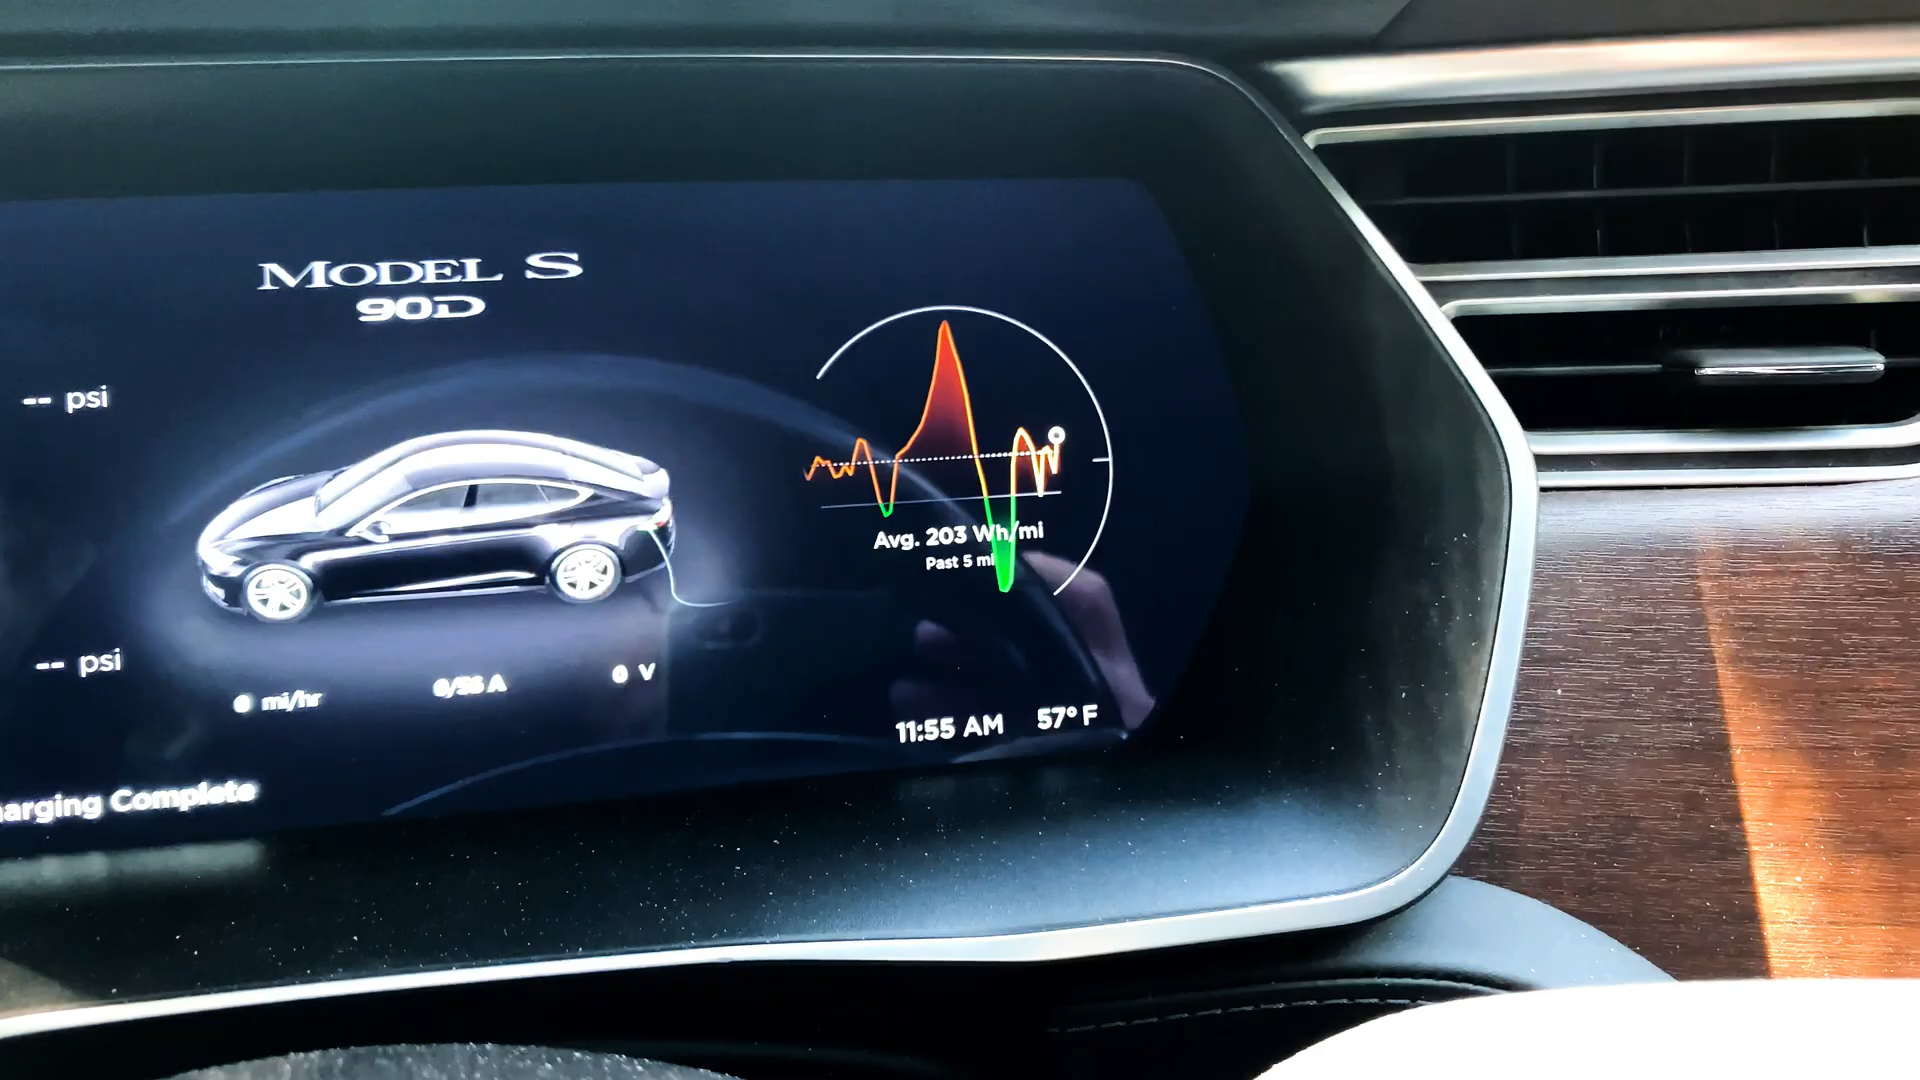 MODEL S
90D
-- psi
Avg. 203 Wh/mi
Past 5 mi
-- psi
0 mi/hr
0 V
11:55 AM 57° F
arging Complete